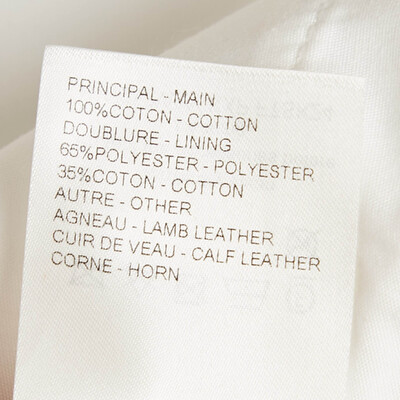 PRINCIPAL - MAIN
100%COTON - COTTON
DOUBLURE - LINING
65%POLYESTER - POLYESTER
35%COTON - COTTON
AUTRE - OTHER
AGNEAU - LAMB LEATHER
CUIR DE VEAU - CALF LEATHER
CORNE - HORN